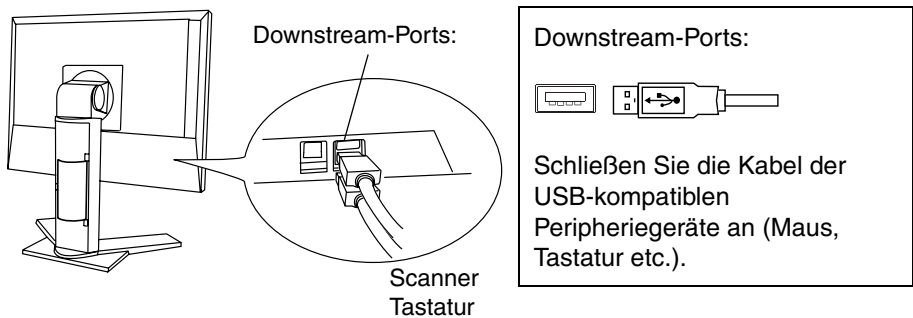 Downstream-Ports:
Scanner
Tastatur
Downstream-Ports:
Schließen Sie die Kabel der
USB-kompatiblen
Peripheriegeräte an (Maus,
Tastatur etc.).